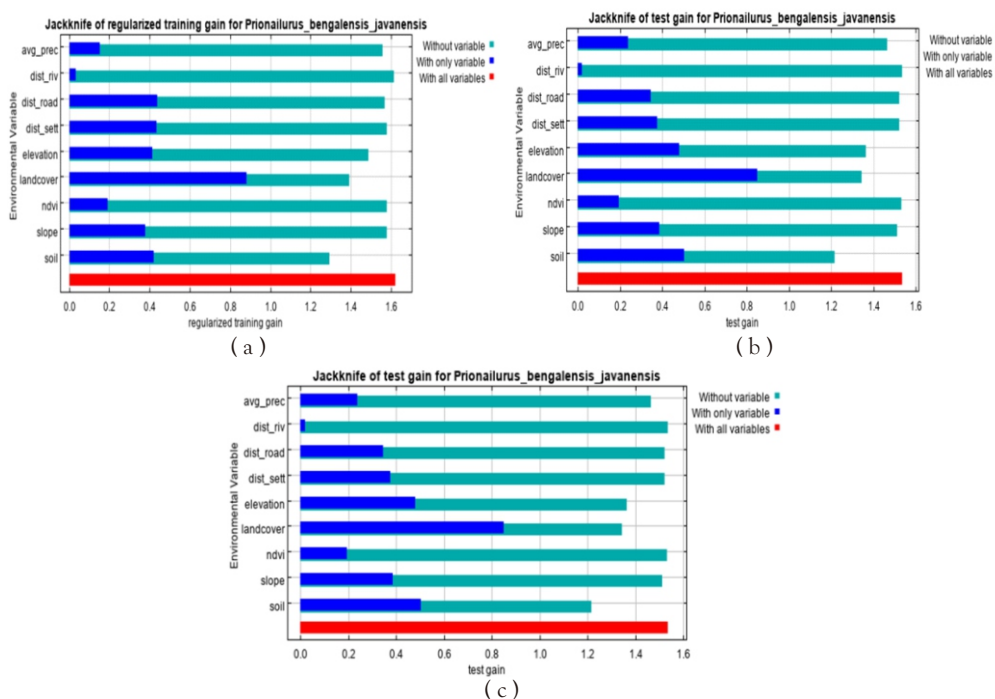 Jackknife of regularized training gain for Prionailurus_bengalensis_javanensis
Environmental Variable
avg_prec
dist_riv
dist_road
dist_sett
elevation
landcover
ndvi
slope
soil
Without variable
With only variable
With all variables
0.0 0.2 0.4 0.6 0.8 1.0 1.2 1.4 1.6
regularized training gain
(a)
Jackknife of test gain for Prionailurus_bengalensis_javanensis
Environmental Variable
avg_prec
dist_riv
dist_road
dist_sett
elevation
landcover
ndvi
slope
soil
Without variable
With only variable
With all variables
0.0 0.2 0.4 0.6 0.8 1.0 1.2 1.4 1.6
test gain
(b)
Jackknife of test gain for Prionailurus_bengalensis_javanensis
Environmental Variable
avg_prec
dist_riv
dist_road
dist_sett
elevation
landcover
ndvi
slope
soil
Without variable
With only variable
With all variables
0.0 0.2 0.4 0.6 0.8 1.0 1.2 1.4 1.6
test gain
(c)